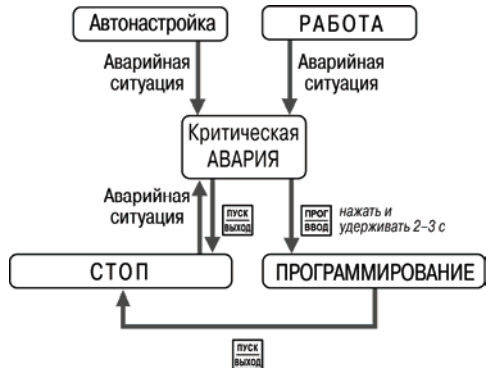 Автонастройка
РАБОТА
Аварийная
ситуация
Аварийная
ситуация
Критическая
АВАРИЯ
Аварийная
ситуация
ПУСК
ВЫХОД
ПРОГ
ВВОД
нажать и
удерживать 2–3 с
СТОП
ПРОГРАММИРОВАНИЕ
ПУСК
ВЫХОД